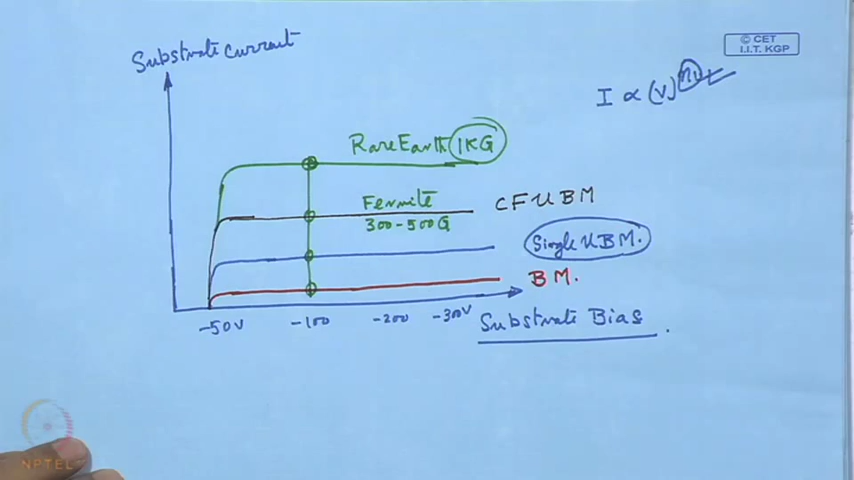 Substrate current
© CET
I.I.T. KGP
I ∝ (V)
Rare Earth 1KG
Ferrite
300-500G
CFUBM
Single UBM.
BM.
-50V
-100
-200
-300V
Substrate Bias
NPTEL